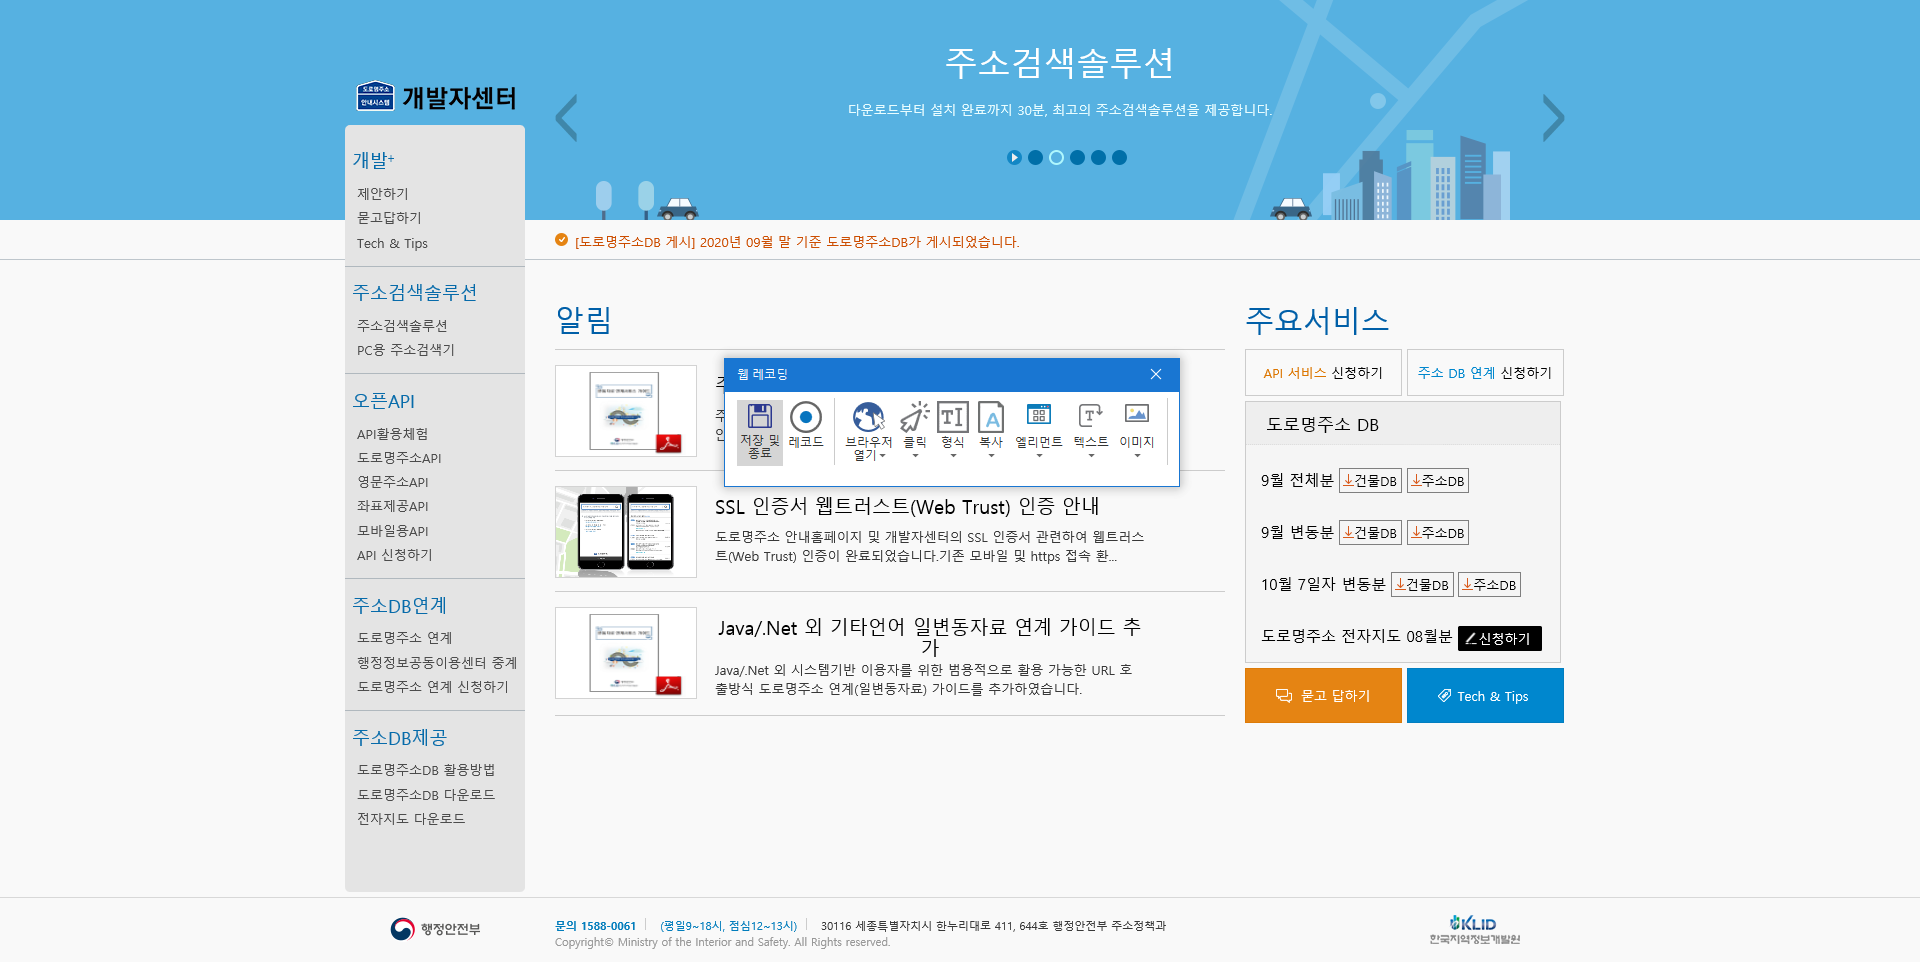 주소검색솔루션
다운로드부터 설치 완료까지 30분, 최고의 주소검색솔루션을 제공합니다.
도로명주소
안내시스템
개발자센터
개발+
제안하기
묻고답하기
Tech & Tips
주소검색솔루션
주소검색솔루션
PC용 주소검색기
오픈API
API활용체험
도로명주소API
영문주소API
좌표제공API
모바일용API
API 신청하기
주소DB연계
도로명주소 연계
행정정보공동이용센터 중계
도로명주소 연계 신청하기
주소DB제공
도로명주소DB 활용방법
도로명주소DB 다운로드
전자지도 다운로드
[도로명주소DB 게시] 2020년 09월 말 기준 도로명주소DB가 게시되었습니다.
알림
웹 레코딩
저장 및
종료
레코드
브라우저
열기
클릭
형식
복사
엘리먼트
텍스트
이미지
SSL 인증서 웹트러스트(Web Trust) 인증 안내
도로명주소 안내홈페이지 및 개발자센터의 SSL 인증서 관련하여 웹트러스
트(Web Trust) 인증이 완료되었습니다.기존 모바일 및 https 접속 환...
Java/.Net 외 기타언어 일변동자료 연계 가이드 추
가
Java/.Net 외 시스템기반 이용자를 위한 범용적으로 활용 가능한 URL 호
출방식 도로명주소 연계(일변동자료) 가이드를 추가하였습니다.
주요서비스
API 서비스 신청하기
주소 DB 연계 신청하기
도로명주소 DB
9월 전체분 건물DB 주소DB
9월 변동분 건물DB 주소DB
10월 7일자 변동분 건물DB 주소DB
도로명주소 전자지도 08월분 신청하기
묻고 답하기
Tech & Tips
행정안전부
문의 1588-0061 (평일9~18시, 점심12~13시) 30116 세종특별자치시 한누리대로 411, 644호 행정안전부 주소정책과
Copyright© Ministry of the Interior and Safety. All Rights reserved.
KLID
한국지역정보개발원